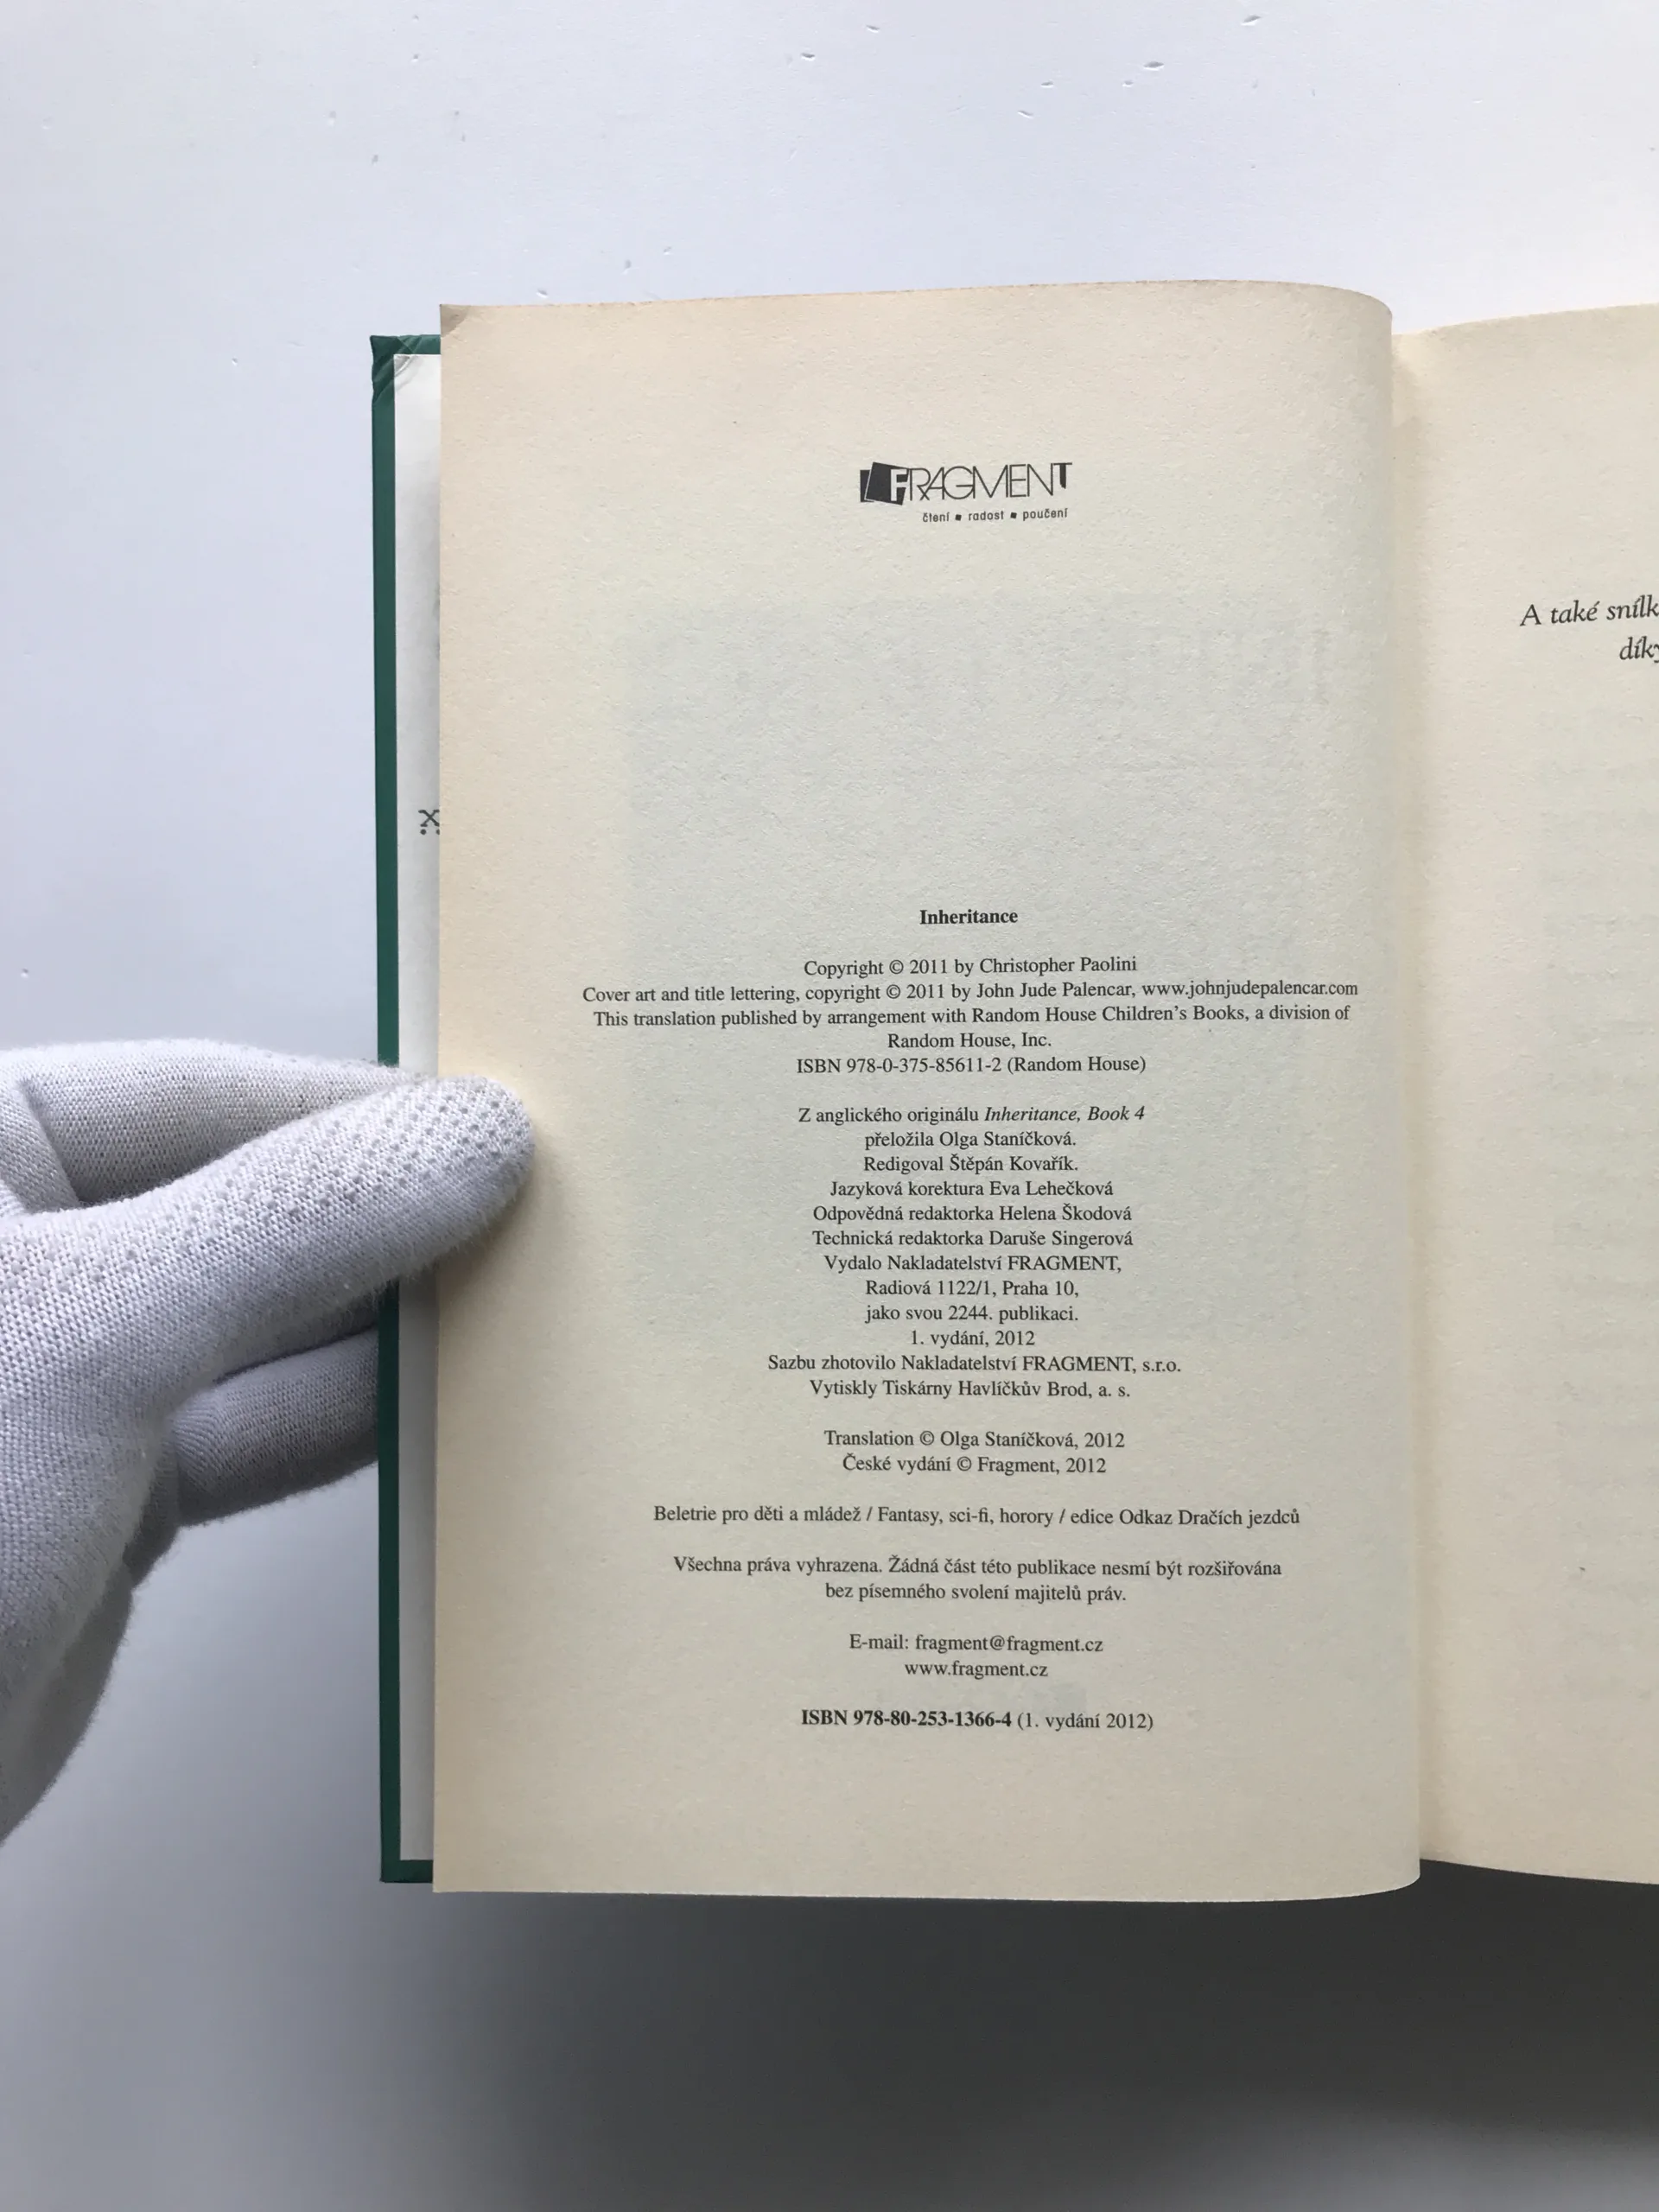 FRAGMENT
čtení ▪ radost ▪ poučení
Inheritance
Copyright © 2011 by Christopher Paolini
Cover art and title lettering, copyright © 2011 by John Jude Palencar, www.johnjudepalencar.com
This translation published by arrangement with Random House Children's Books, a division of
Random House, Inc.
ISBN 978-0-375-85611-2 (Random House)
Z anglického originálu Inheritance, Book 4
přeložila Olga Staníčková.
Redigoval Štěpán Kovařík.
Jazyková korektura Eva Lehečková
Odpovědná redaktorka Helena Škodová
Technická redaktorka Daruše Singerová
Vydalo Nakladatelství FRAGMENT,
Radiová 1122/1, Praha 10,
jako svou 2244. publikaci.
1. vydání, 2012
Sazbu zhotovilo Nakladatelství FRAGMENT, s.r.o.
Vytiskly Tiskárny Havlíčkův Brod, a. s.
Translation © Olga Staníčková, 2012
České vydání © Fragment, 2012
Beletrie pro děti a mládež / Fantasy, sci-fi, horory / edice Odkaz Dračích jezdců
Všechna práva vyhrazena. Žádná část této publikace nesmí být rozšiřována
bez písemného svolení majitelů práv.
E-mail: fragment@fragment.cz
www.fragment.cz
ISBN 978-80-253-1366-4 (1. vydání 2012)
A také